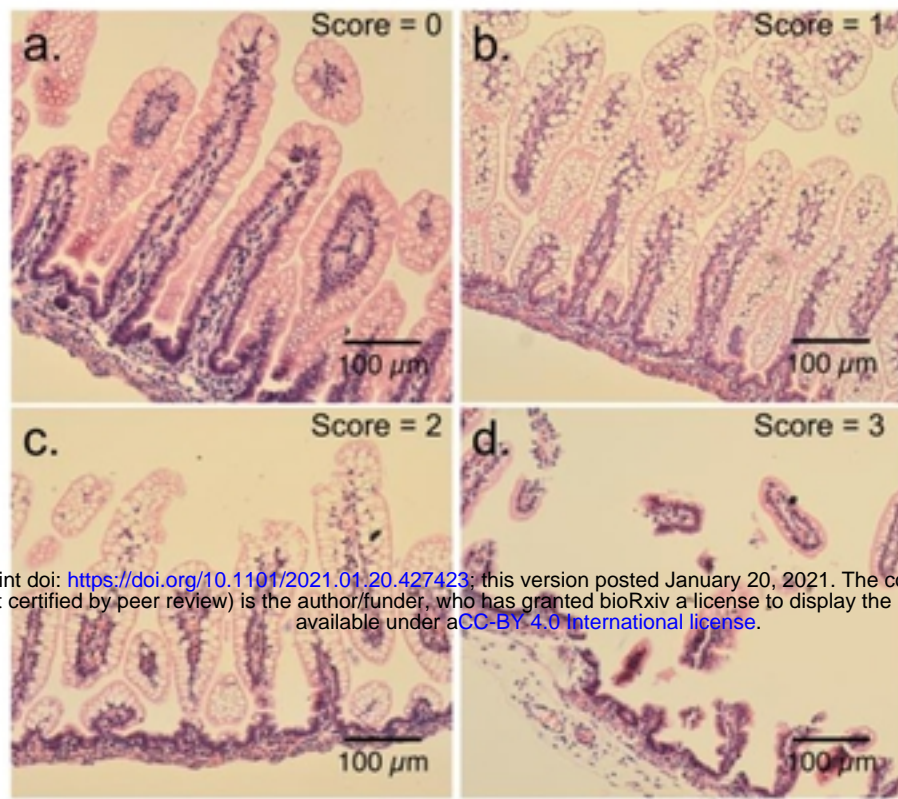 a.
Score = 0
b.
Score = 1
100 μm
100 μm
c.
Score = 2
d.
Score = 3
int doi: https://doi.org/10.1101/2021.01.20.427423; this version posted January 20, 2021. The co
t certified by peer review) is the author/funder, who has granted bioRxiv a license to display the
available under aCC-BY 4.0 International license.
100 μm
100 μm